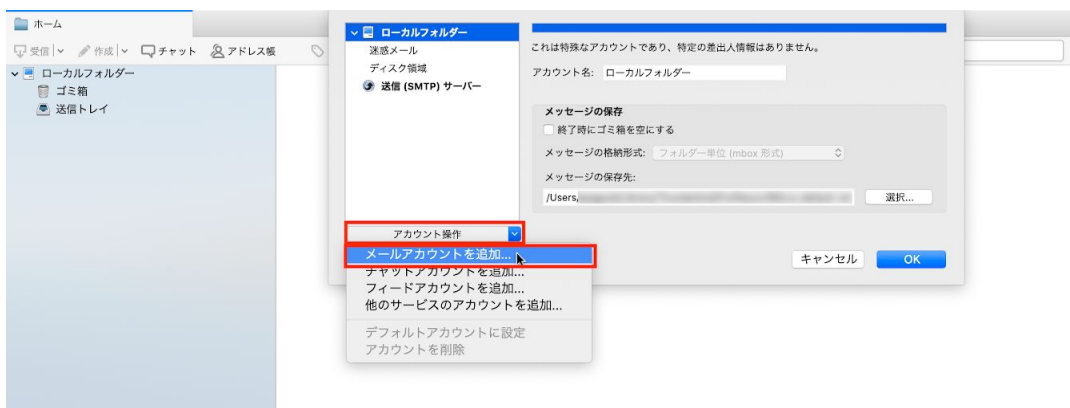 ホーム
受信 作成 チャット アドレス帳
ローカルフォルダー
ゴミ箱
送信トレイ
ローカルフォルダー
迷惑メール
ディスク領域
送信 (SMTP) サーバー
これは特殊なアカウントであり、特定の差出人情報はありません。
アカウント名: ローカルフォルダー
メッセージの保存
終了時にゴミ箱を空にする
メッセージの格納形式: フォルダー単位 (mbox 形式)
メッセージの保存先:
/Users/
選択...
アカウント操作
メールアカウントを追加...
チャットアカウントを追加...
フィードアカウントを追加...
他のサービスのアカウントを追加...
デフォルトアカウントに設定
アカウントを削除
キャンセル OK